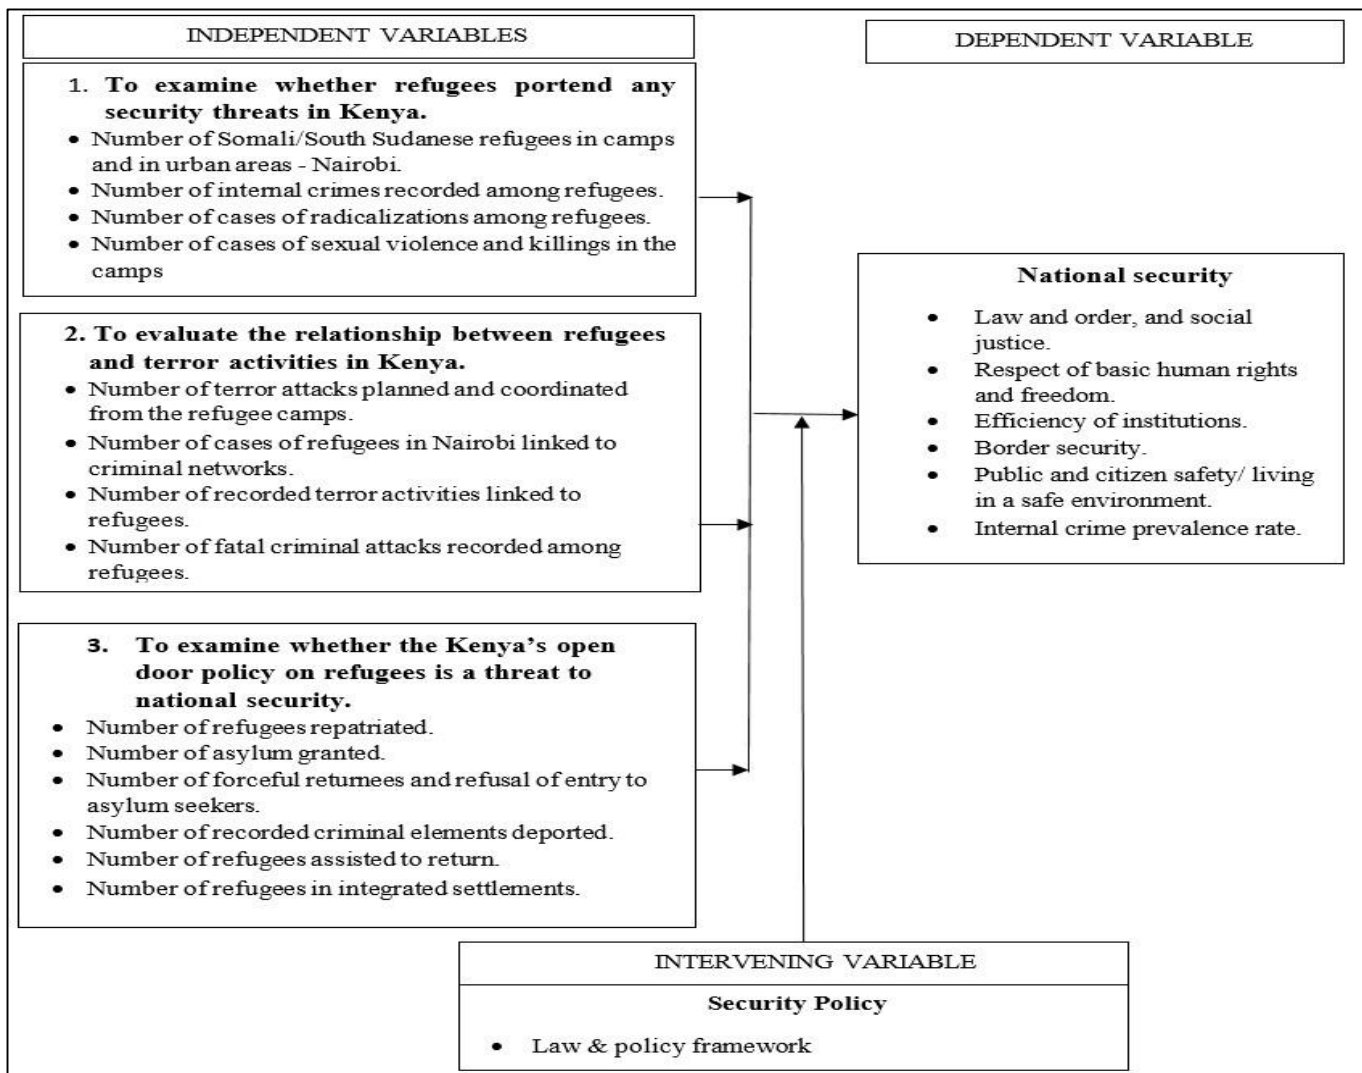 INDEPENDENT VARIABLES
1. To examine whether refugees portend any
security threats in Kenya.
• Number of Somali/South Sudanese refugees in camps
and in urban areas - Nairobi.
• Number of internal crimes recorded among refugees.
• Number of cases of radicalizations among refugees.
• Number of cases of sexual violence and killings in the
camps
2. To evaluate the relationship between refugees
and terror activities in Kenya.
• Number of terror attacks planned and coordinated
from the refugee camps.
• Number of cases of refugees in Nairobi linked to
criminal networks.
• Number of recorded terror activities linked to
refugees.
• Number of fatal criminal attacks recorded among
refugees.
3. To examine whether the Kenya’s open
door policy on refugees is a threat to
national security.
• Number of refugees repatriated.
• Number of asylum granted.
• Number of forceful returnees and refusal of entry to
asylum seekers.
• Number of recorded criminal elements deported.
• Number of refugees assisted to return.
• Number of refugees in integrated settlements.
DEPENDENT VARIABLE
National security
• Law and order, and social
justice.
• Respect of basic human rights
and freedom.
• Efficiency of institutions.
• Border security.
• Public and citizen safety/ living
in a safe environment.
• Internal crime prevalence rate.
INTERVENING VARIABLE
Security Policy
• Law & policy framework